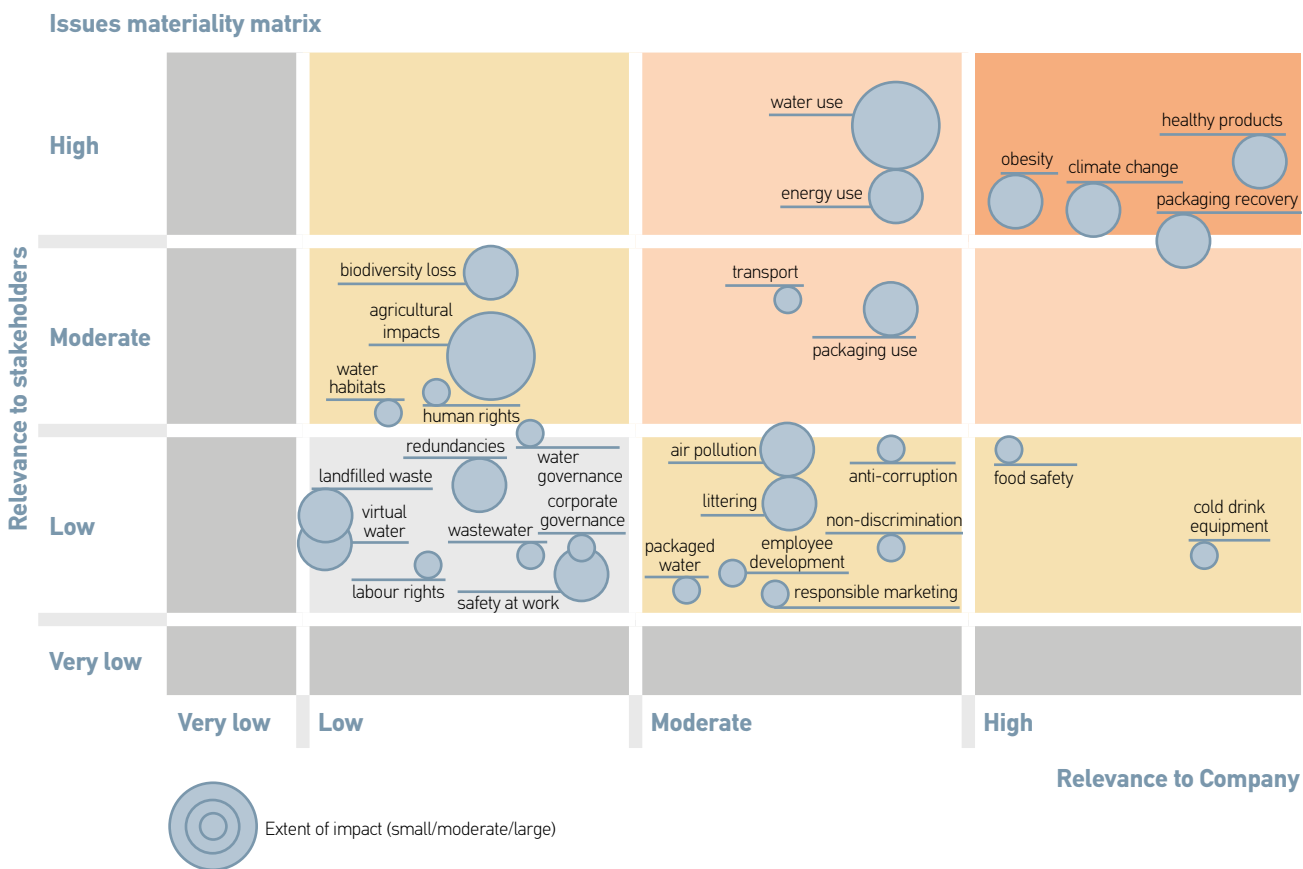 Issues materiality matrix
High
water use
energy use
healthy products
obesity
climate change
packaging recovery
Relevance to stakeholders
Moderate
biodiversity loss
agricultural
impacts
water
habitats
human rights
transport
packaging use
Low
redundancies
water
governance
landfilled waste
virtual
water
wastewater
corporate
governance
labour rights
safety at work
air pollution
anti-corruption
littering
non-discrimination
packaged
water
employee
development
responsible marketing
food safety
cold drink
equipment
Very low
Very low
Low
Moderate
High
Relevance to Company
Extent of impact (small/moderate/large)